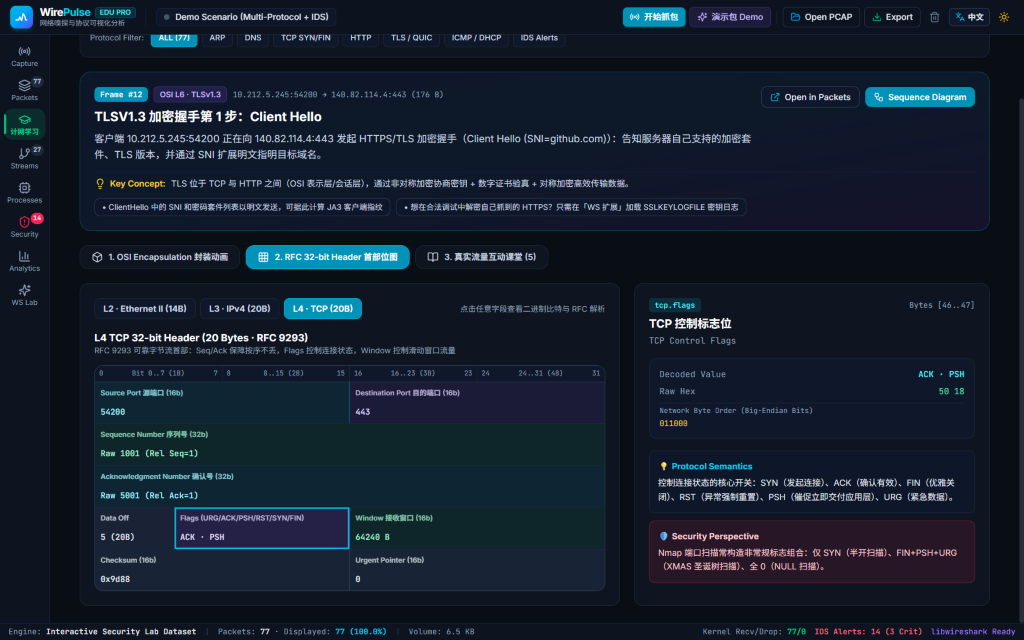 WirePulse EDU PRO
网络嗅探与协议可视化分析
Demo Scenario (Multi-Protocol + IDS)
开始抓包
演示包 Demo
Open PCAP
Export
中文
Capture
Packets 77
计网学习
Streams 27
Processes
Security 14
Analytics
WS Lab
Protocol Filter: ALL (77) ARP DNS TCP SYN/FIN HTTP TLS / QUIC ICMP / DHCP IDS Alerts
Frame #12 OSI L6 · TLSv1.3 10.212.5.245:54200 → 140.82.114.4:443 (176 B)
Open in Packets
Sequence Diagram
TLSV1.3 加密握手第 1 步：Client Hello
客户端 10.212.5.245:54200 正在向 140.82.114.4:443 发起 HTTPS/TLS 加密握手（Client Hello (SNI=github.com)）：告知服务器自己支持的加密套
件、TLS 版本，并通过 SNI 扩展明文指明目标域名。
Key Concept: TLS 位于 TCP 与 HTTP 之间（OSI 表示层/会话层），通过非对称加密协商密钥 + 数字证书验真 + 对称加密高效传输数据。
• ClientHello 中的 SNI 和密码套件列表以明文发送，可据此计算 JA3 客户端指纹
• 想在合法调试中解密自己抓到的 HTTPS？只需在「WS 扩展」加载 SSLKEYLOGFILE 密钥日志
1. OSI Encapsulation 封装动画
2. RFC 32-bit Header 首部位图
3. 真实流量互动课堂 (5)
L2 · Ethernet II (14B)
L3 · IPv4 (20B)
L4 · TCP (20B)
点击任意字段查看二进制比特与 RFC 解析
L4 TCP 32-bit Header (20 Bytes · RFC 9293)
RFC 9293 可靠字节流首部：Seq/Ack 保障按序不丢，Flags 控制连接状态，Window 控制滑动窗口流量
0 Bit 0..7 (1B) 7 8 8..15 (2B) 15 16 16..23 (3B) 23 24 24..31 (4B) 31
Source Port 源端口 (16b)
54200
Destination Port 目的端口 (16b)
443
Sequence Number 序列号 (32b)
Raw 1001 (Rel Seq=1)
Acknowledgment Number 确认号 (32b)
Raw 5001 (Rel Ack=1)
Data Off
5 (20B)
Flags (URG/ACK/PSH/RST/SYN/FIN)
ACK · PSH
Window 接收窗口 (16b)
64240 B
Checksum (16b)
0x9d88
Urgent Pointer (16b)
0
tcp.flags Bytes [46..47]
TCP 控制标志位
TCP Control Flags
Decoded Value ACK · PSH
Raw Hex 50 18
Network Byte Order (Big-Endian Bits)
011000
Protocol Semantics
控制连接状态的核心开关：SYN（发起连接）、ACK（确认有效）、FIN（优雅关
闭）、RST（异常强制重置）、PSH（催促立即交付应用层）、URG（紧急数据）。
Security Perspective
Nmap 端口扫描常构造非常规标志组合：仅 SYN（半开扫描）、FIN+PSH+URG
（XMAS 圣诞树扫描）、全 0（NULL 扫描）。
Engine: Interactive Security Lab Dataset Packets: 77 · Displayed: 77 (100.0%) Volume: 6.5 KB Kernel Recv/Drop: 77/0 IDS Alerts: 14 (3 Crit) libwireshark Ready